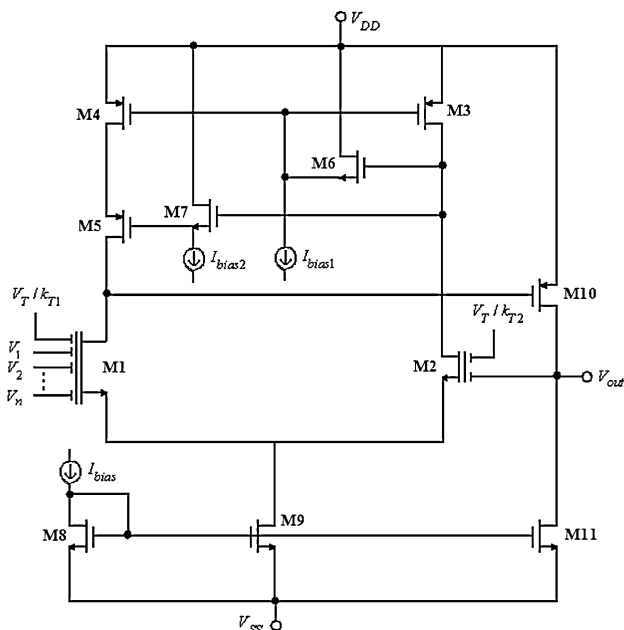 V_DD
M4
M3
M6
M7
M5
I_bias2
I_bias1
M10
V_T / k_T1
V_T / k_T2
V_1
M1
M2
V_2
V_out
V_n
I_bias
M8
M9
M11
V_SS